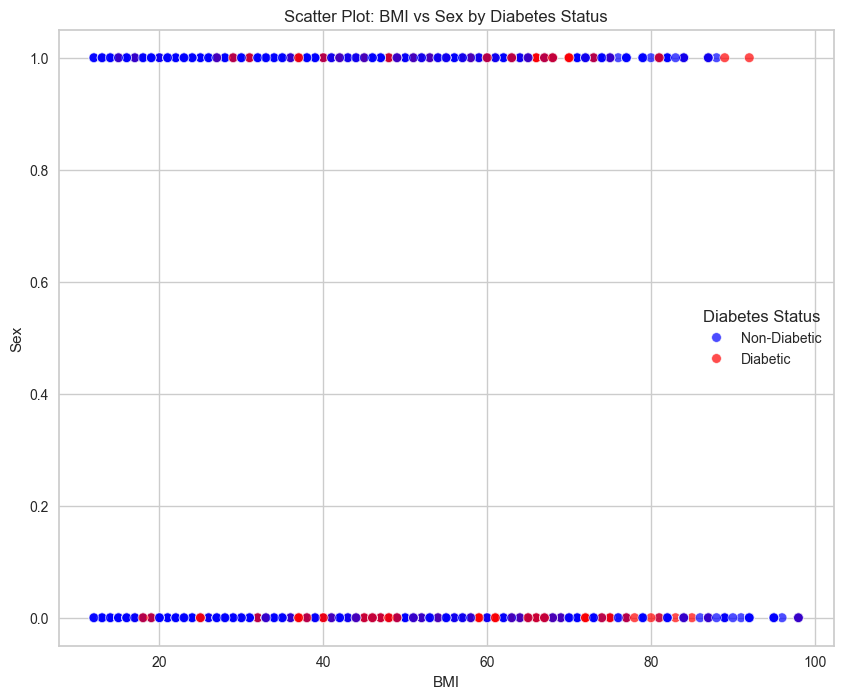 Scatter Plot: BMI vs Sex by Diabetes Status
1.0
0.8
0.6
0.4
0.2
0.0
Sex
Diabetes Status
Non-Diabetic
Diabetic
20 40 60 80 100
BMI